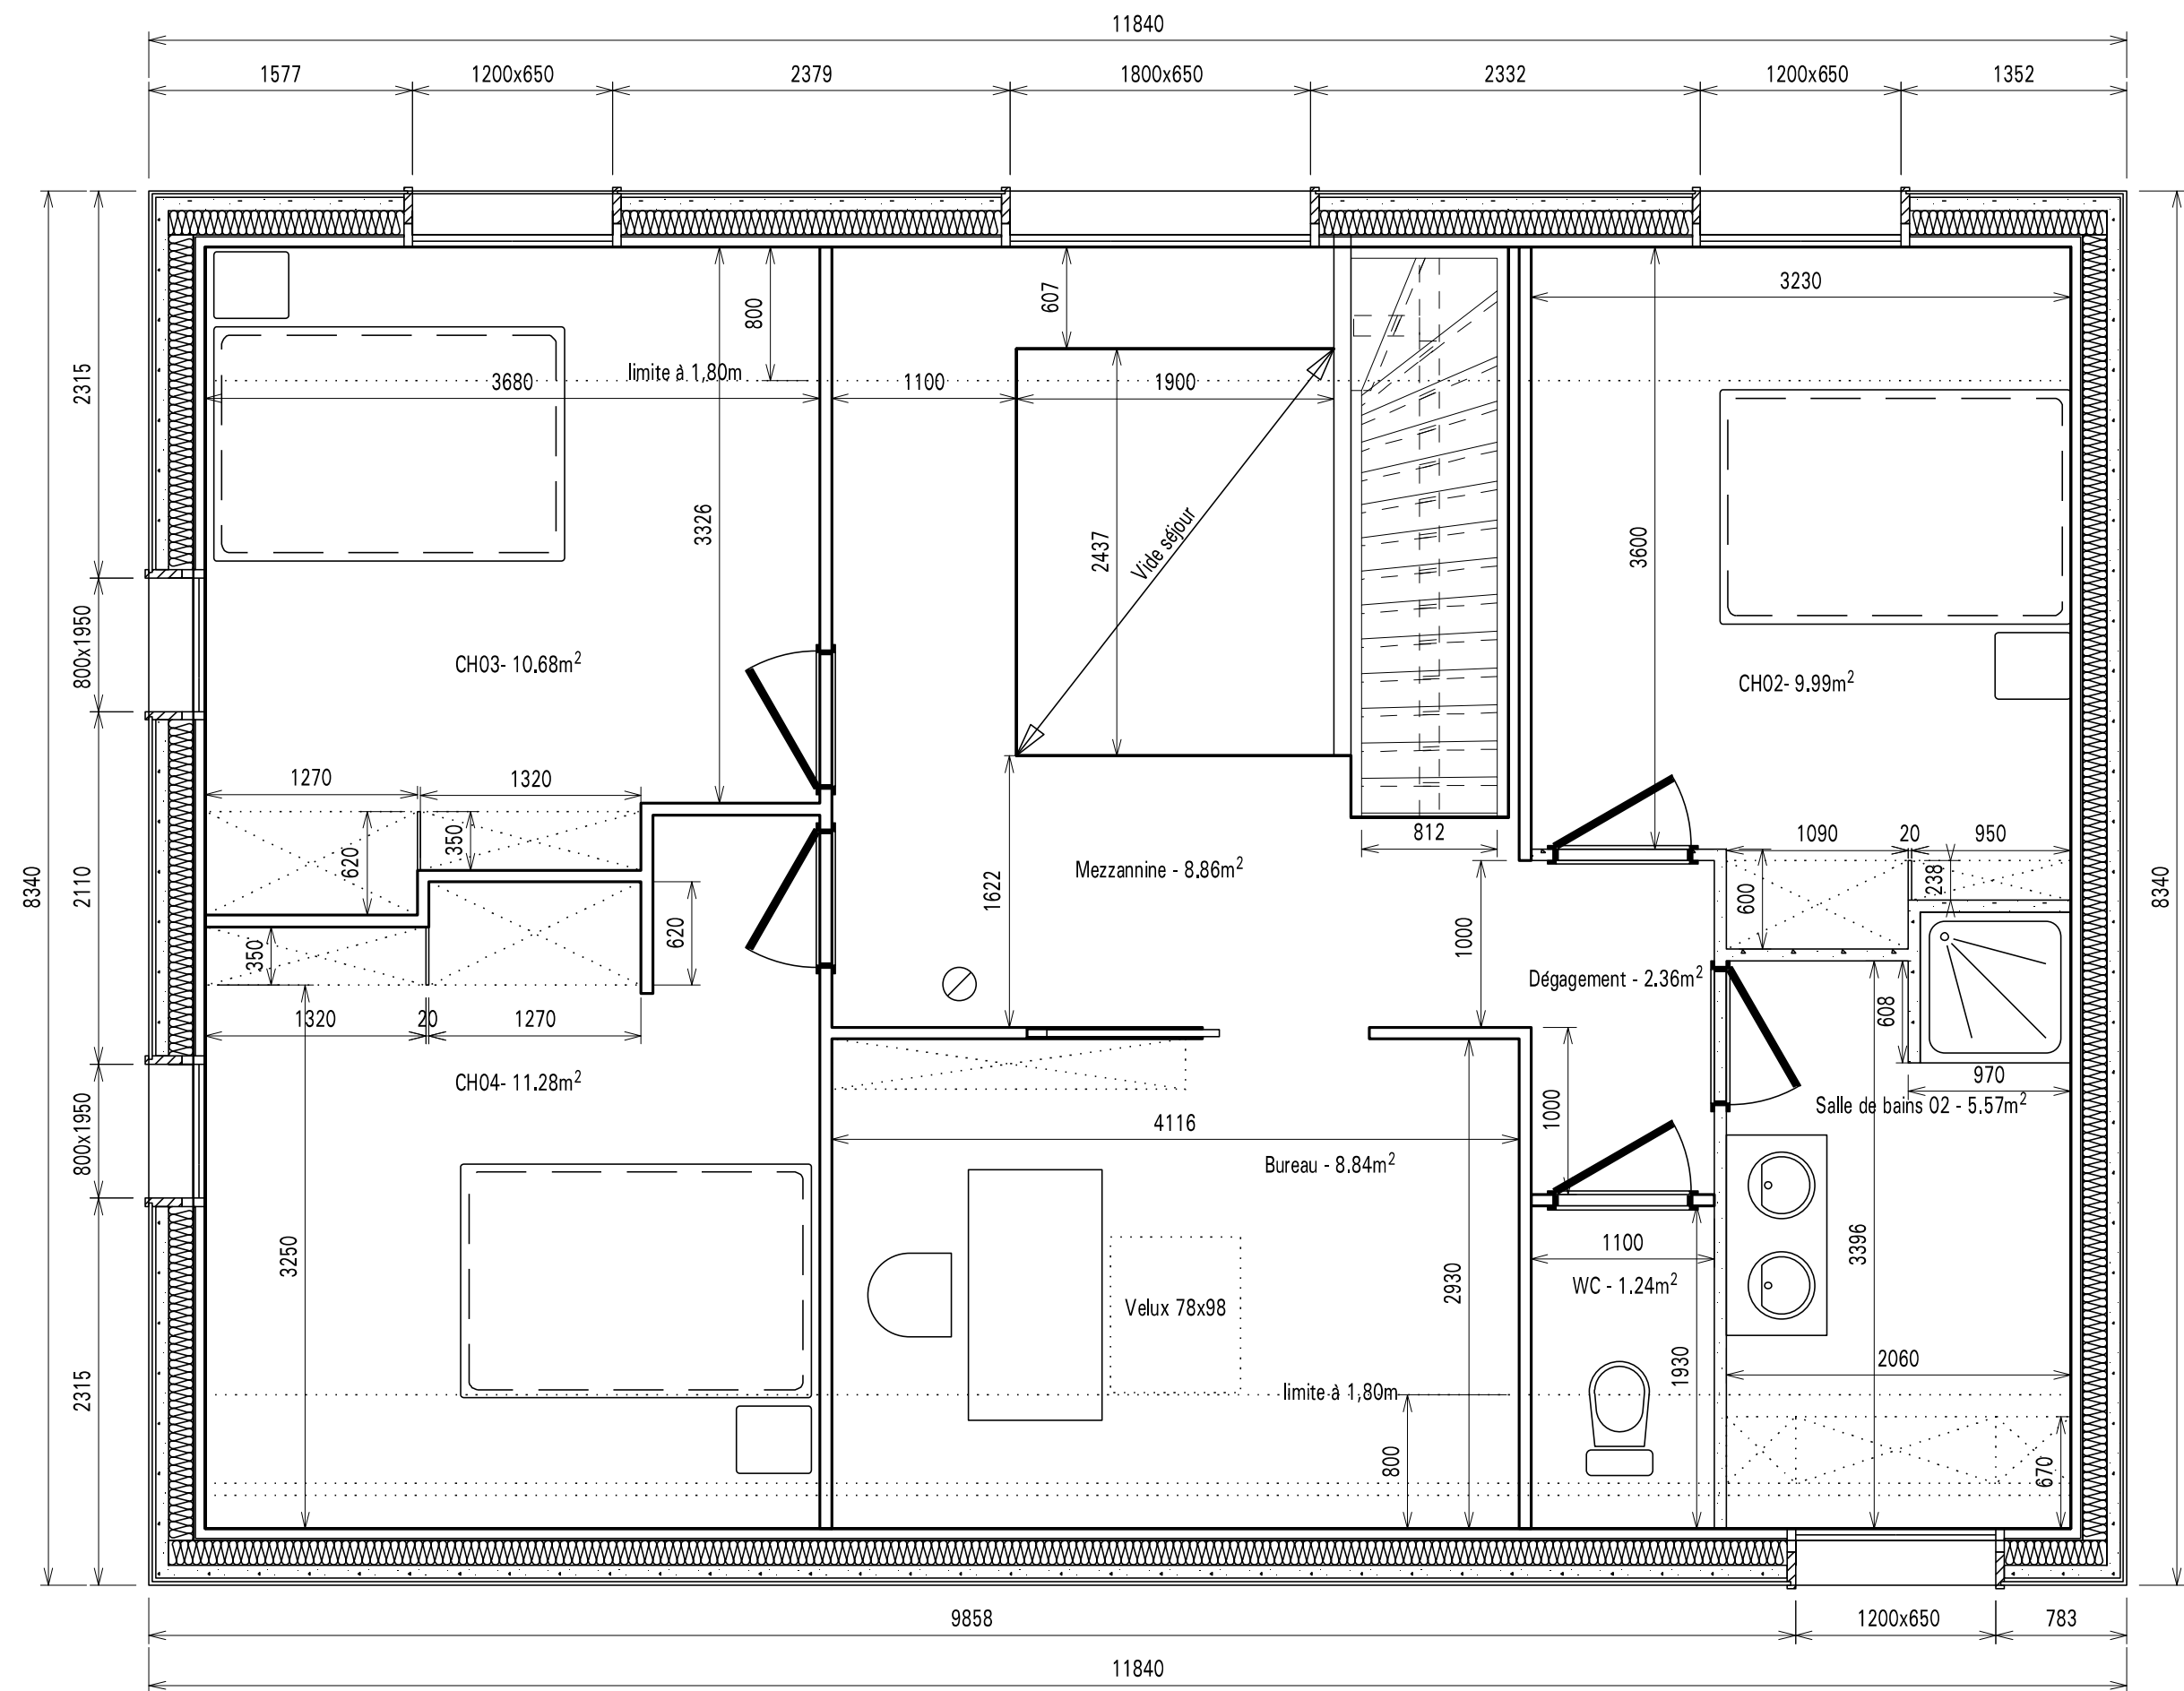 11840
1577 1200x650 2379 1800x650 2332 1200x650 1352
2315
800x1950
2110
800x1950
2315
8340
8340
3326
800
607
3230
3680
limite à 1,80m
1100
1900
2437
Vide séjour
3600
CH03- 10.68m²
CH02- 9.99m²
1270
1320
620
350
812
1090 20 950
238
600
Mezzannine - 8.86m²
1622
1000
350
620
1320 20 1270
Dégagement - 2.36m²
608
970
CH04- 11.28m²
Salle de bains 02 - 5.57m²
4116
1000
Bureau - 8.84m²
3250
2930
1100
WC - 1.24m²
3396
Velux 78x98
1930
2060
limite à 1,80m
800
670
9858 1200x650 783
11840